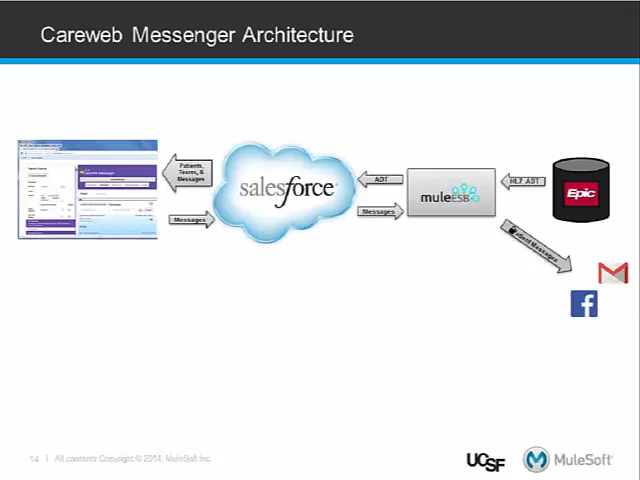 Careweb Messenger Architecture
Patients,
Teams, &
Messages
Messages
salesforce
ADT
Messages
muleESB
HL7 ADT
Epic
Patient Messages
14 | All contents Copyright © 2014, MuleSoft Inc.
UCSF
MuleSoft